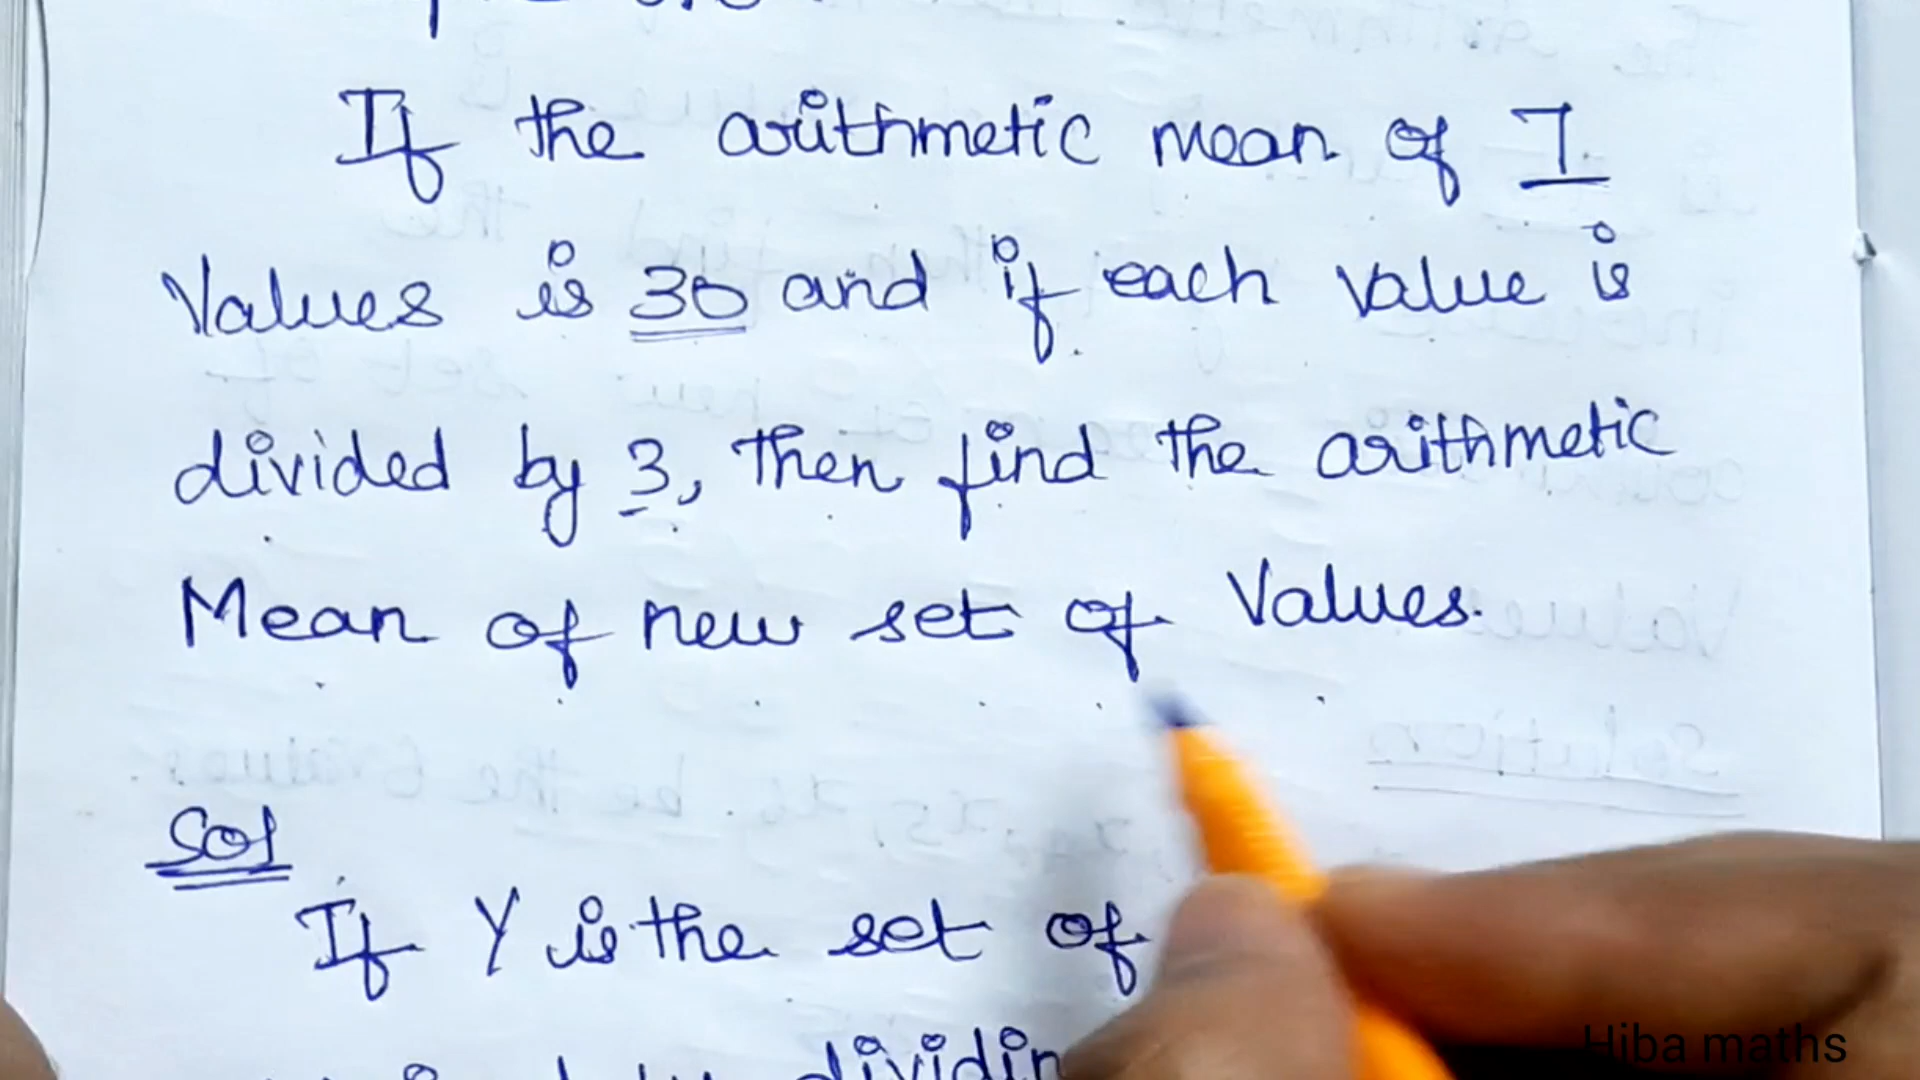 If the arithmetic mean of 7
Values is 30 and if each value is
divided by 3, then find the arithmetic
Mean of new set of Values.
Sol
If Y is the set of
dividin
Hiba maths